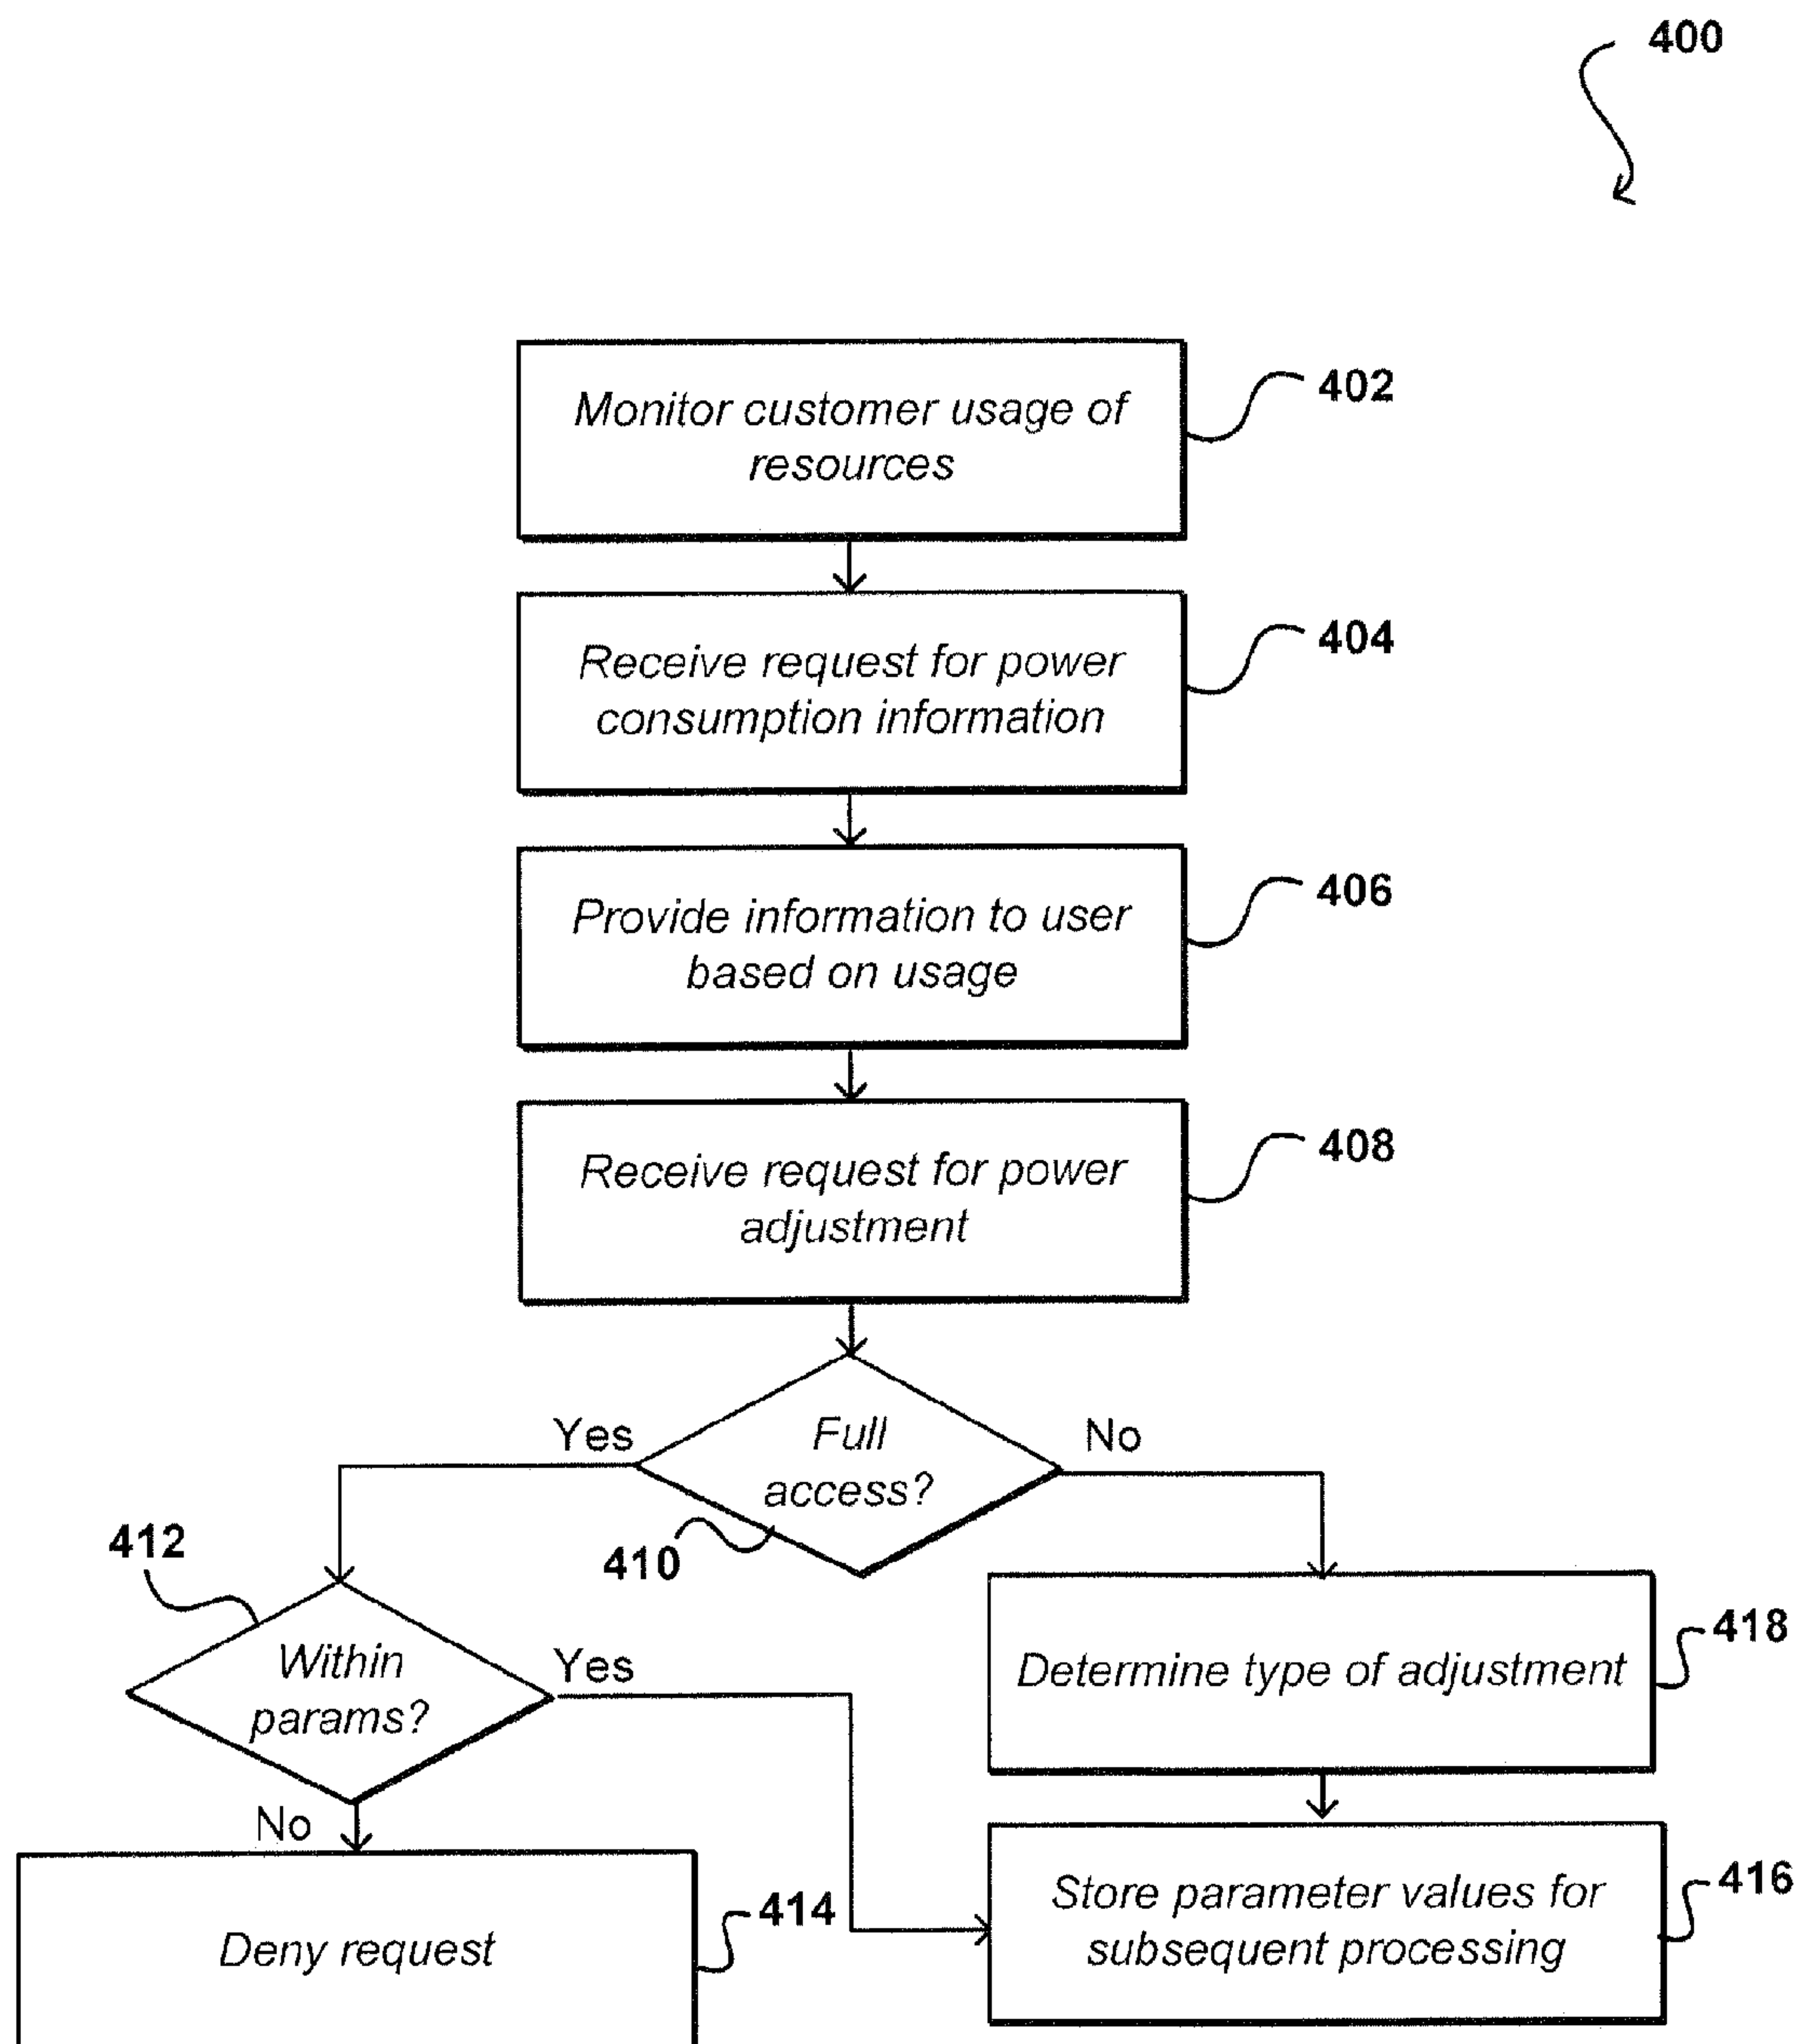 400
Monitor customer usage of
resources
402
Receive request for power
consumption information
404
Provide information to user
based on usage
406
Receive request for power
adjustment
408
Yes
Full
access?
No
410
412
Within
params?
Yes
No
Determine type of adjustment
418
Deny request
414
Store parameter values for
subsequent processing
416